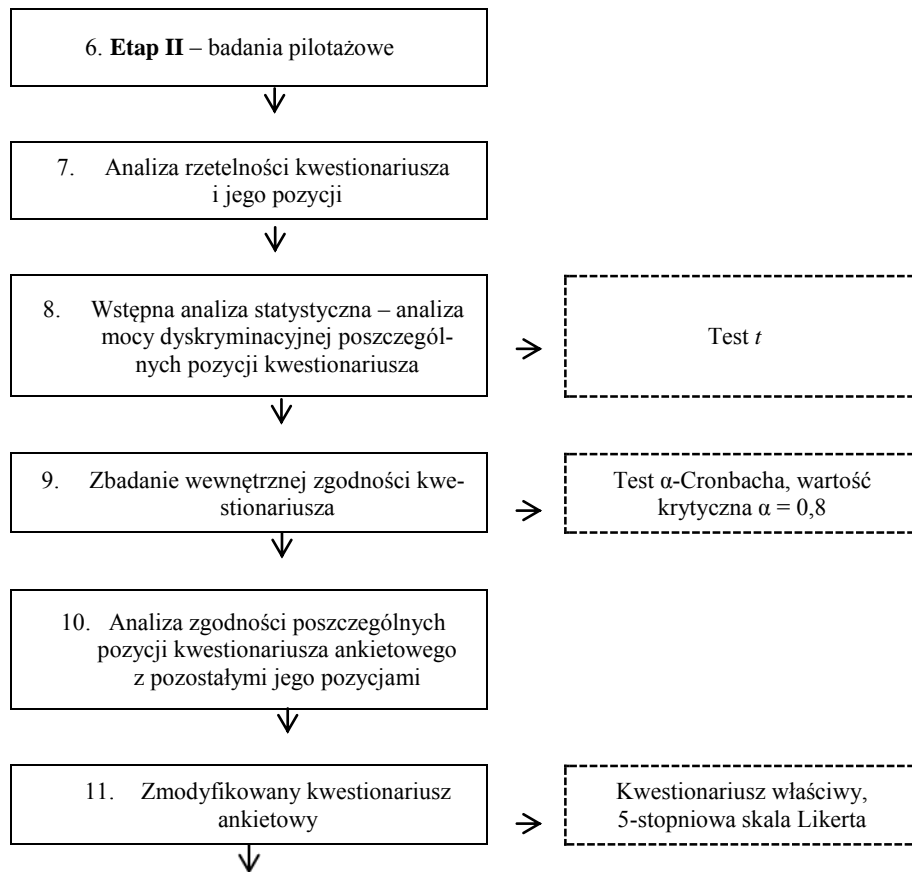 6. Etap II – badania pilotażowe
7. Analiza rzetelności kwestionariusza
i jego pozycji
8. Wstępna analiza statystyczna – analiza
mocy dyskryminacyjnej poszczegól-
nych pozycji kwestionariusza
Test t
9. Zbadanie wewnętrznej zgodności kwe-
stionariusza
Test α-Cronbacha, wartość
krytyczna α = 0,8
10. Analiza zgodności poszczególnych
pozycji kwestionariusza ankietowego
z pozostałymi jego pozycjami
11. Zmodyfikowany kwestionariusz
ankietowy
Kwestionariusz właściwy,
5-stopniowa skala Likerta